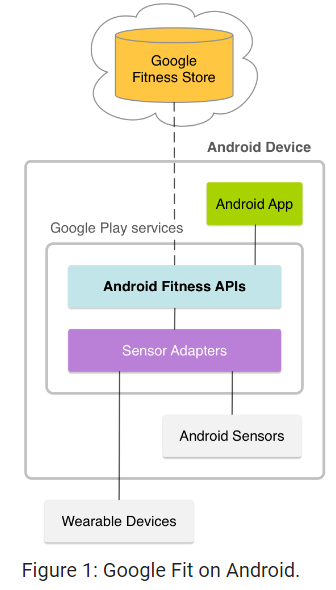 Google
Fitness Store
Android Device
Android App
Google Play services
Android Fitness APIs
Sensor Adapters
Android Sensors
Wearable Devices
Figure 1: Google Fit on Android.